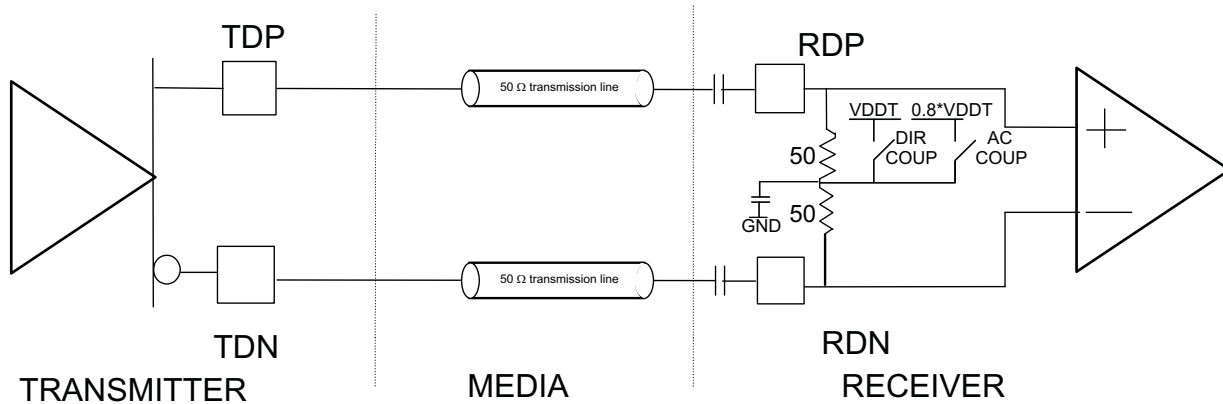 TDP
RDP
50 Ω transmission line
VDDT 0.8*VDDT
DIR
COUP
AC
COUP
50
50
GND
50 Ω transmission line
TDN
RDN
TRANSMITTER
MEDIA
RECEIVER